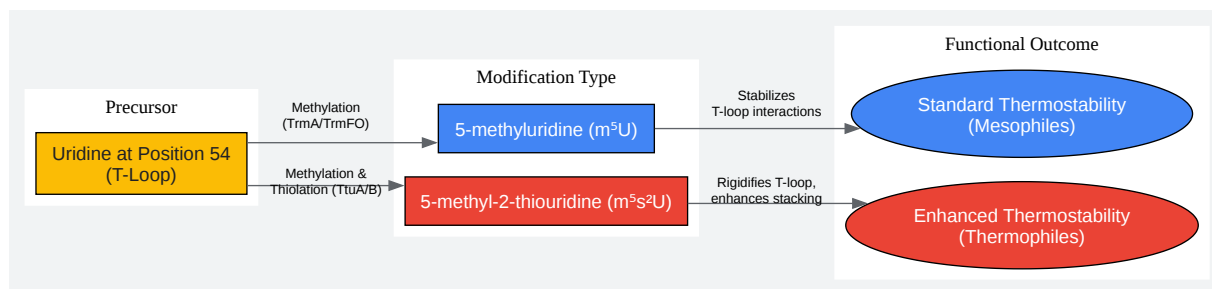 Precursor
Uridine at Position 54
(T-Loop)
Methylation
(TrmA/TrmFO)
Methylation &
Thiolation (TtuA/B)
Modification Type
5-methyluridine (m⁵U)
5-methyl-2-thiouridine (m⁵s²U)
Stabilizes
T-loop interactions
Rigidifies T-loop,
enhances stacking
Functional Outcome
Standard Thermostability
(Mesophiles)
Enhanced Thermostability
(Thermophiles)